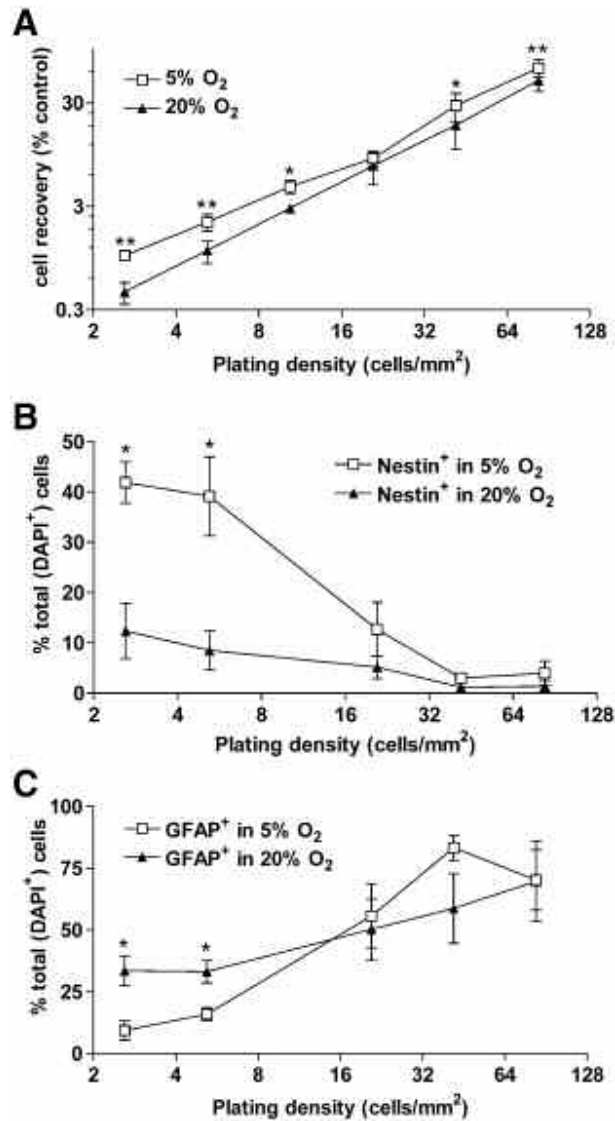 A
5% O2
20% O2
cell recovery (% control)
30
3
0.3
** ** * * **
2 4 8 16 32 64 128
Plating density (cells/mm2)
B
Nestin+ in 5% O2
Nestin+ in 20% O2
% total (DAPI+) cells
50
40
30
20
10
0
* *
2 4 8 16 32 64 128
Plating density (cells/mm2)
C
GFAP+ in 5% O2
GFAP+ in 20% O2
% total (DAPI+) cells
100
75
50
25
0
* *
2 4 8 16 32 64 128
Plating density (cells/mm2)